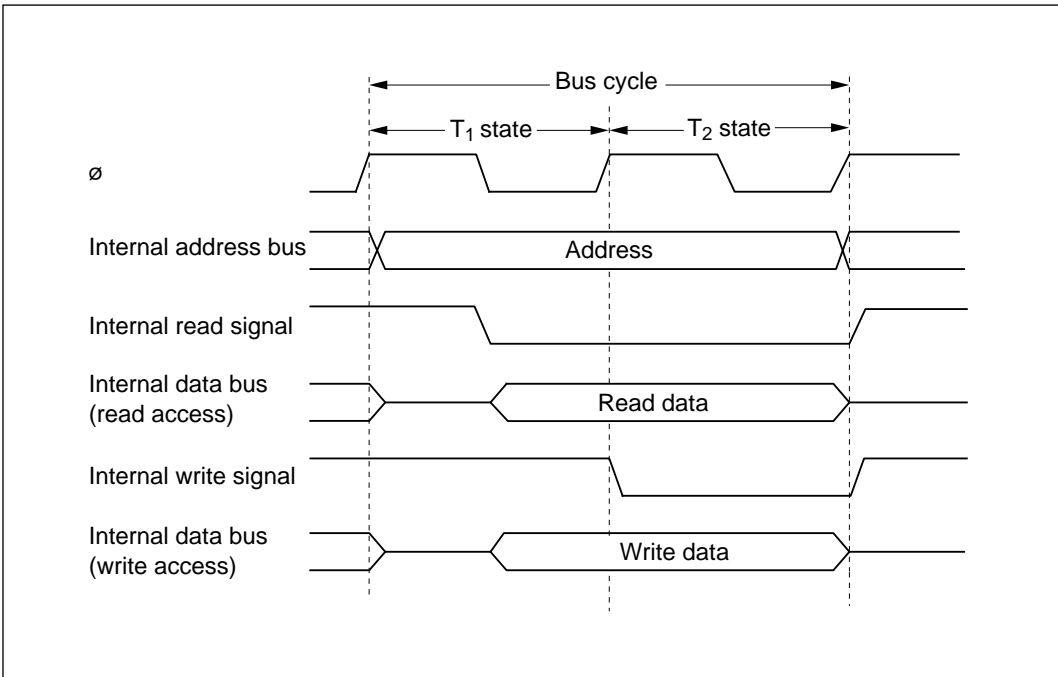 Bus cycle
T₁ state
T₂ state
ø
Internal address bus
Address
Internal read signal
Internal data bus
(read access)
Read data
Internal write signal
Internal data bus
(write access)
Write data